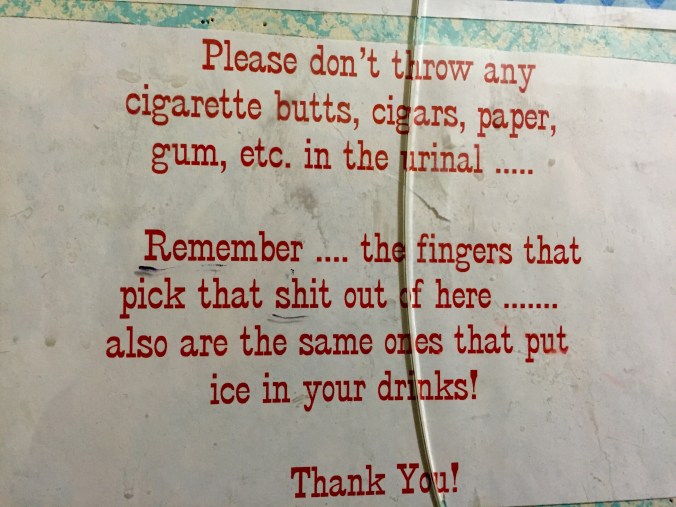 Please don't throw any
cigarette butts, cigars, paper,
gum, etc. in the urinal .....
Remember .... the fingers that
pick that shit out of here .......
also are the same ones that put
ice in your drinks!
Thank You!